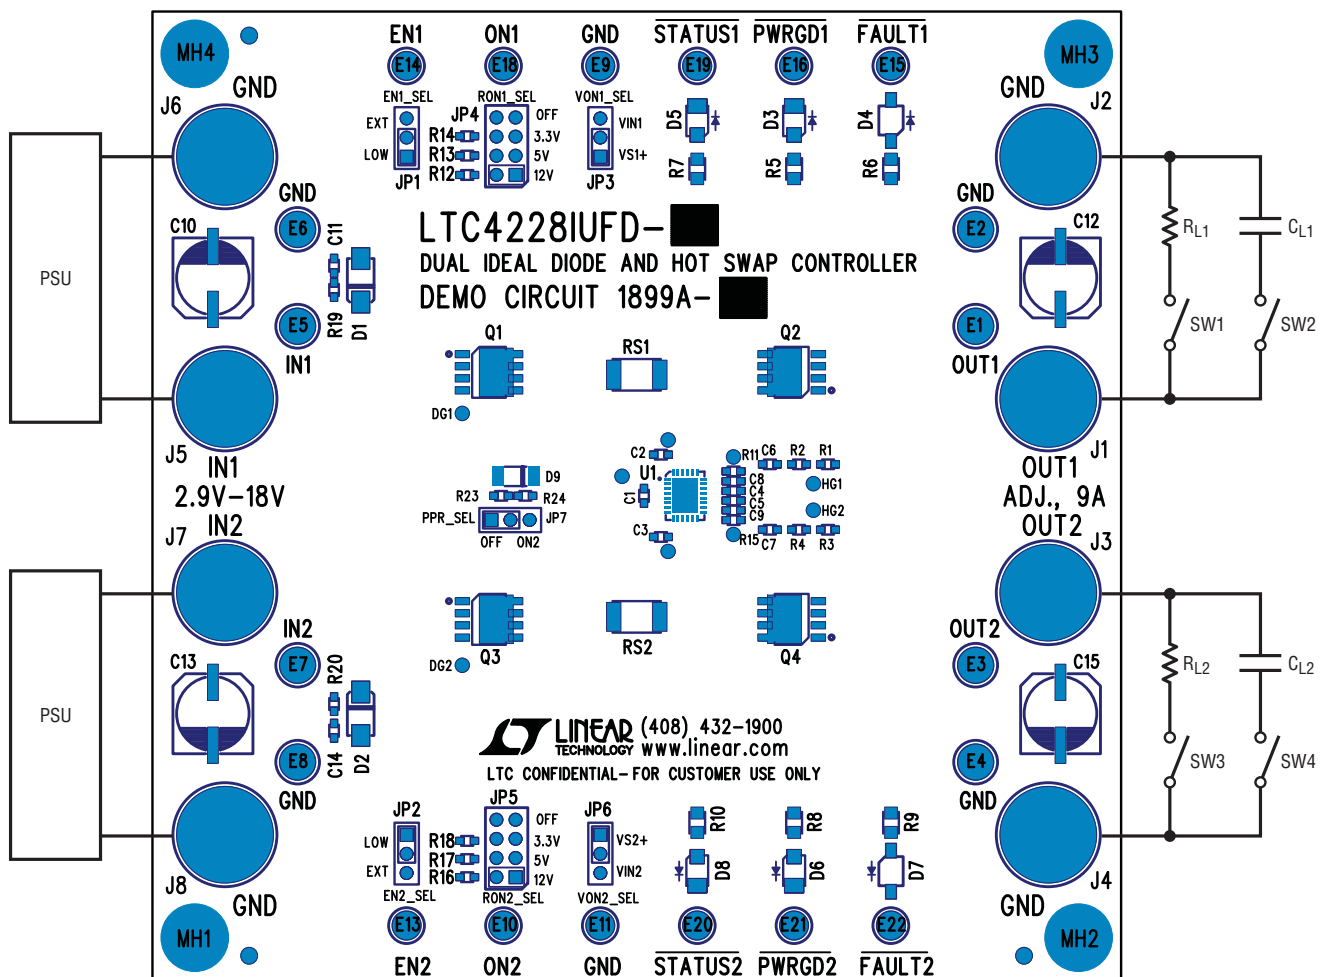 EN1 ON1 GND STATUS1 PWRGD1 FAULT1
MH4 E14 E18 E9 E19 E16 E15 MH3
GND GND
J6 J2
EN1_SEL RON1_SEL VON1_SEL
EXT JP4 OFF VIN1 D5 D3 D4
R14 3.3V
LOW R13 5V VS1+
R12 12V R7 R5 R6
JP1 JP3
GND GND
E6 E2
C10 C11 C12
LTC4228IUFD-
DUAL IDEAL DIODE AND HOT SWAP CONTROLLER
DEMO CIRCUIT 1899A-
PSU
R19 D1
E5 E1
IN1 OUT1
RL1 CL1
SW1 SW2
Q1 RS1 Q2
DG1
J5 J1
IN1 OUT1
2.9V-18V ADJ., 9A
IN2 OUT2
J7 J3
C2 R11 C6 R2 R1
U1 C8
D9 C4 HG1
R23 R24 C1 C5
PPR_SEL JP7 C9 HG2
OFF ON2 C3 R15 C7 R4 R3
Q3 RS2 Q4
DG2
IN2 OUT2
E7 E3
C13 R20 C15
PSU
C14 D2
E8 E4
GND GND
RL2 CL2
SW3 SW4
LINEAR (408) 432-1900
TECHNOLOGY www.linear.com
LTC CONFIDENTIAL-FOR CUSTOMER USE ONLY
JP2 JP5 JP6
OFF R10 R8 R9
LOW R18 3.3V VS2+
R17 5V
EXT R16 12V VIN2 D8 D6 D7
EN2_SEL RON2_SEL VON2_SEL
J8 J4
GND GND
MH1 E13 E10 E11 E20 E21 E22 MH2
EN2 ON2 GND STATUS2 PWRGD2 FAULT2